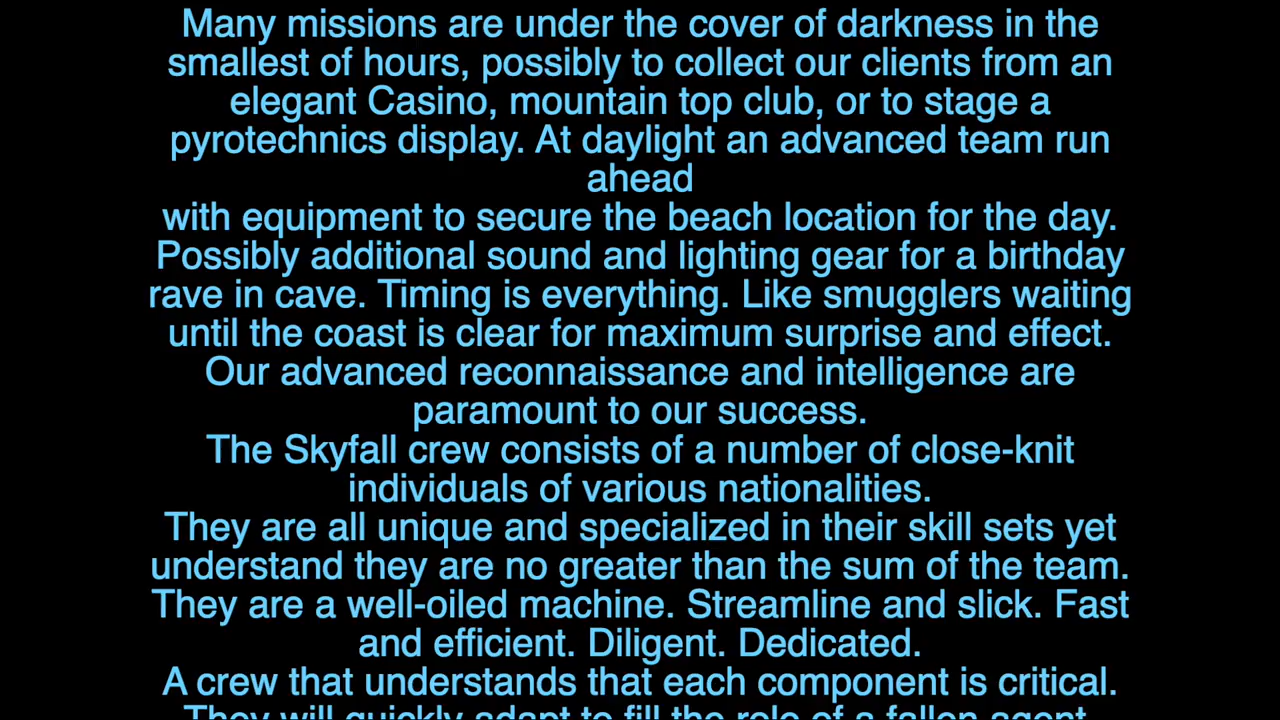 Many missions are under the cover of darkness in the
smallest of hours, possibly to collect our clients from an
elegant Casino, mountain top club, or to stage a
pyrotechnics display. At daylight an advanced team run
ahead
with equipment to secure the beach location for the day.
Possibly additional sound and lighting gear for a birthday
rave in cave. Timing is everything. Like smugglers waiting
until the coast is clear for maximum surprise and effect.
Our advanced reconnaissance and intelligence are
paramount to our success.
The Skyfall crew consists of a number of close-knit
individuals of various nationalities.
They are all unique and specialized in their skill sets yet
understand they are no greater than the sum of the team.
They are a well-oiled machine. Streamline and slick. Fast
and efficient. Diligent. Dedicated.
A crew that understands that each component is critical.
They will quickly adapt to fill the role of a fallen agent.